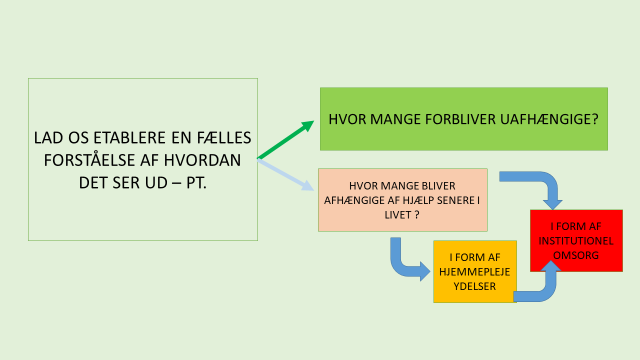 LAD OS ETABLERE EN FÆLLES
FORSTÅELSE AF HVORDAN
DET SER UD – PT.
HVOR MANGE FORBLIVER UAFHÆNGIGE?
HVOR MANGE BLIVER
AFHÆNGIGE AF HJÆLP SENERE I
LIVET ?
I FORM AF
INSTITUTIONEL
OMSORG
I FORM AF
HJEMMEPLEJE
YDELSER